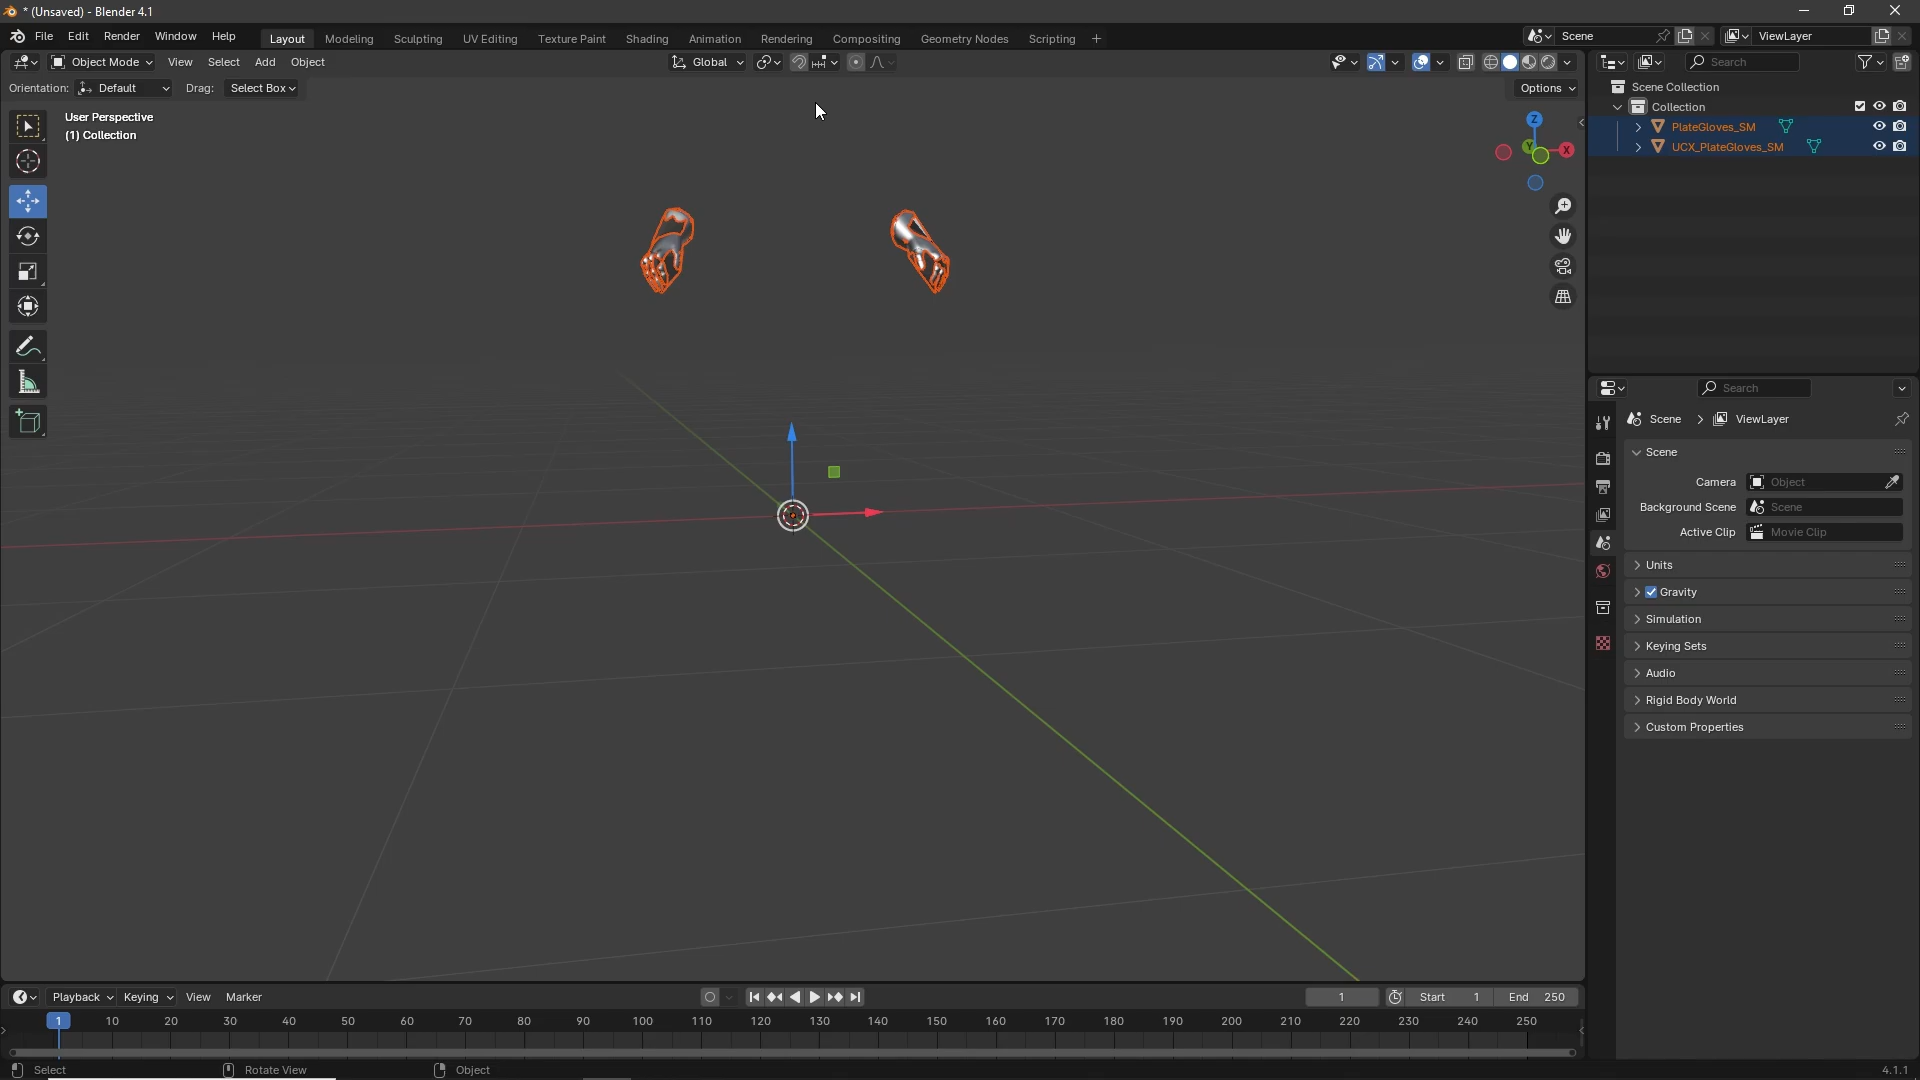 * (Unsaved) - Blender 4.1
File Edit Render Window Help Layout Modeling Sculpting UV Editing Texture Paint Shading Animation Rendering Compositing Geometry Nodes Scripting + Scene ViewLayer
Object Mode View Select Add Object Global Search
Orientation: Default Drag: Select Box Options
Scene Collection
Collection
User Perspective
(1) Collection
PlateGloves_SM
UCX_PlateGloves_SM
Z
Y
X
Search
Scene ViewLayer
Scene
Camera Object
Background Scene Scene
Active Clip Movie Clip
Units
Gravity
Simulation
Keying Sets
Audio
Rigid Body World
Custom Properties
Playback Keying View Marker 1 Start 1 End 250
1 10 20 30 40 50 60 70 80 90 100 110 120 130 140 150 160 170 180 190 200 210 220 230 240 250
Select Rotate View Object 4.1.1